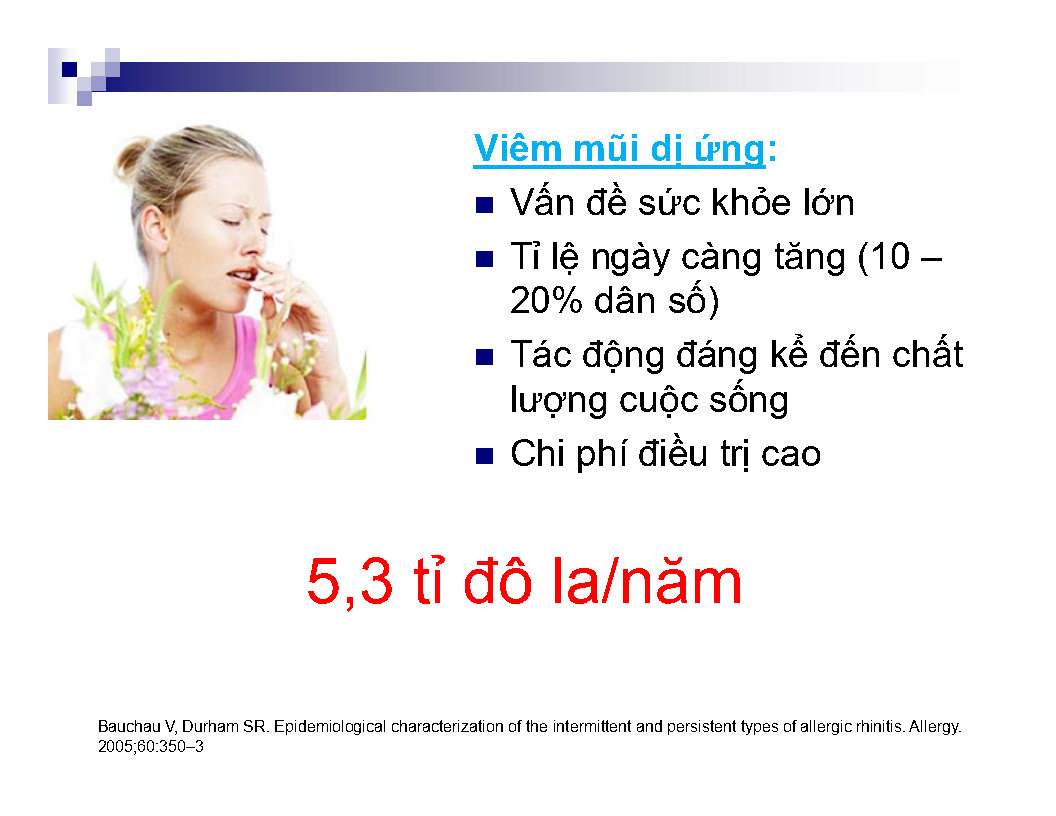 Viêm mũi dị ứng:
Vấn đề sức khỏe lớn
Tỉ lệ ngày càng tăng (10 –
20% dân số)
Tác động đáng kể đến chất
lượng cuộc sống
Chi phí điều trị cao
5,3 tỉ đô la/năm
Bauchau V, Durham SR. Epidemiological characterization of the intermittent and persistent types of allergic rhinitis. Allergy.
2005;60:350–3